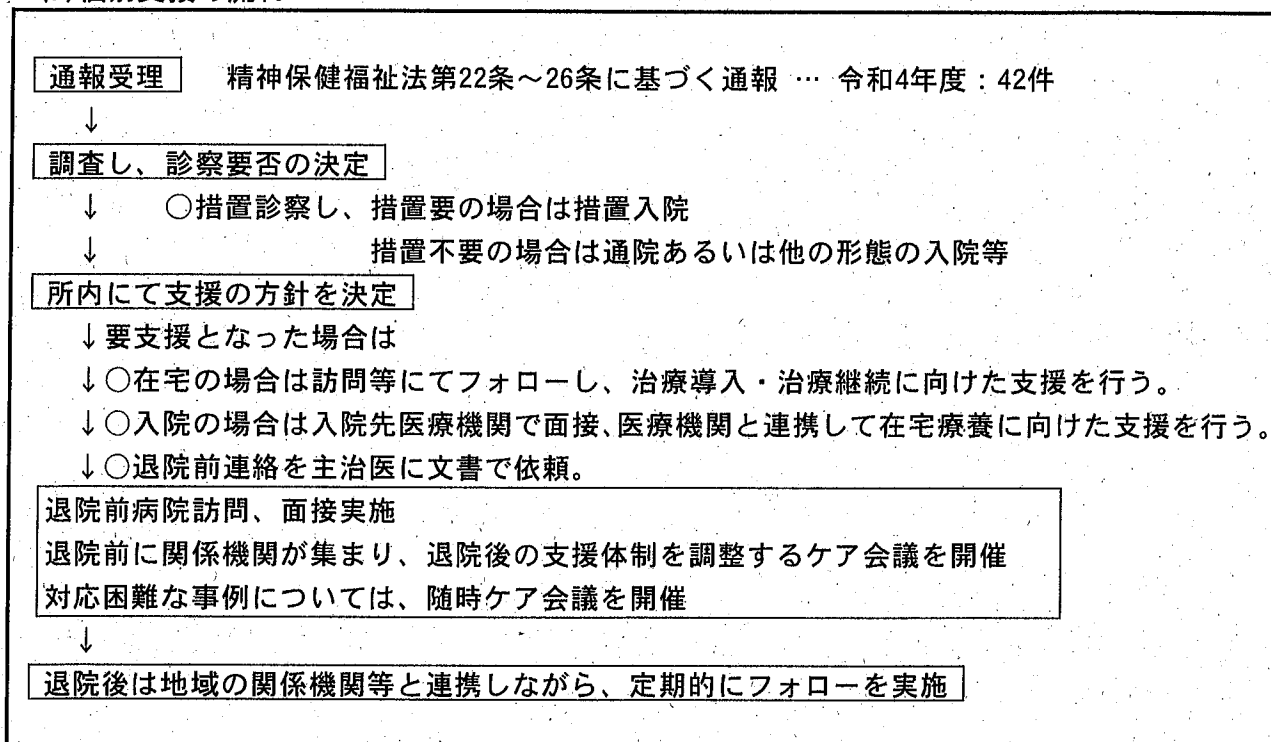 通報受理 精神保健福祉法第22条～26条に基づく通報 … 令和4年度：42件
↓
調査し、診察要否の決定
↓ ○措置診察し、措置要の場合は措置入院
↓ 措置不要の場合は通院あるいは他の形態の入院等
所内にて支援の方針を決定
↓要支援となった場合は
↓○在宅の場合は訪問等にてフォローし、治療導入・治療継続に向けた支援を行う。
↓○入院の場合は入院先医療機関で面接、医療機関と連携して在宅療養に向けた支援を行う。
↓○退院前連絡を主治医に文書で依頼。
退院前病院訪問、面接実施
退院前に関係機関が集まり、退院後の支援体制を調整するケア会議を開催
対応困難な事例については、随時ケア会議を開催
↓
退院後は地域の関係機関等と連携しながら、定期的にフォローを実施